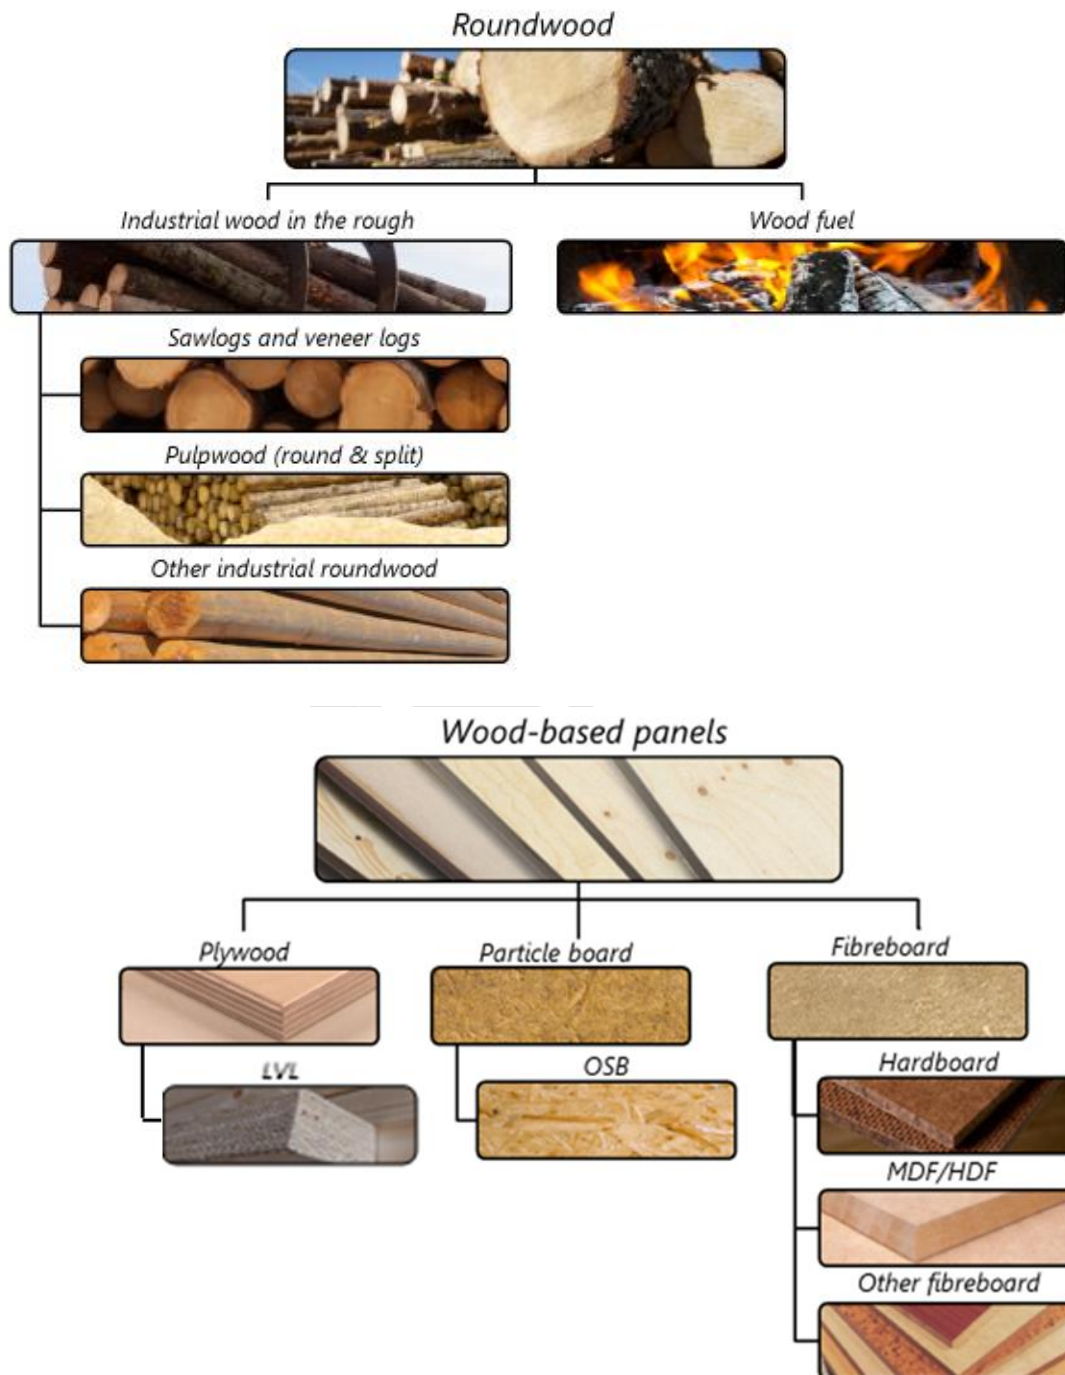 Roundwood
Industrial wood in the rough
Wood fuel
Sawlogs and veneer logs
Pulpwood (round & split)
Other industrial roundwood
Wood-based panels
Plywood
Particle board
Fibreboard
LVL
OSB
Hardboard
MDF/HDF
Other fibreboard